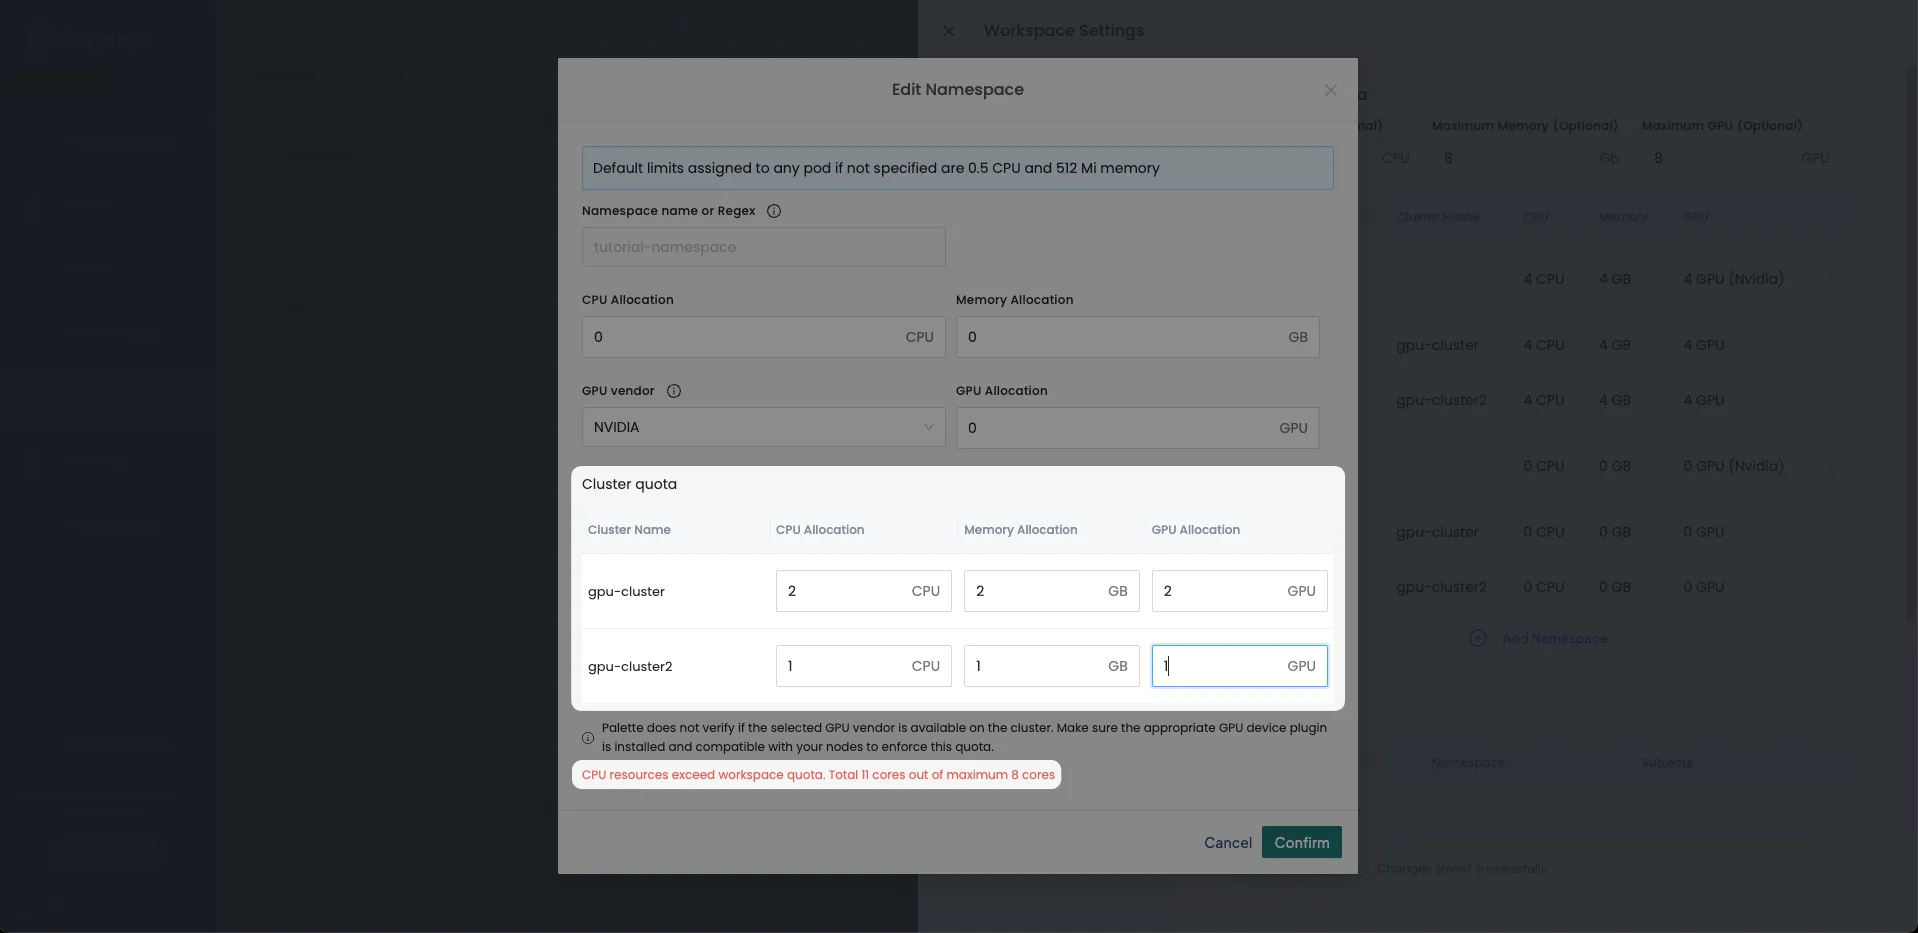 Workspace Settings
Edit Namespace
Maximum Memory (Optional) Maximum GPU (Optional)
CPU 8 Gb 8 GPU
Default limits assigned to any pod if not specified are 0.5 CPU and 512 Mi memory
Namespace name or Regex
tutorial-namespace
Cluster Name CPU Memory GPU
4 CPU 4 GB 4 GPU (Nvidia)
CPU Allocation Memory Allocation
0 CPU 0 GB
gpu-cluster 4 CPU 4 GB 4 GPU
GPU vendor GPU Allocation
NVIDIA 0 GPU
gpu-cluster2 4 CPU 4 GB 4 GPU
0 CPU 0 GB 0 GPU (Nvidia)
Cluster quota
Cluster Name CPU Allocation Memory Allocation GPU Allocation
gpu-cluster 0 CPU 0 GB 0 GPU
gpu-cluster 2 CPU 2 GB 2 GPU
gpu-cluster2 0 CPU 0 GB 0 GPU
Add Namespace
gpu-cluster2 1 CPU 1 GB 1 GPU
Palette does not verify if the selected GPU vendor is available on the cluster. Make sure the appropriate GPU device plugin
is installed and compatible with your nodes to enforce this quota.
Namespace Subjects
CPU resources exceed workspace quota. Total 11 cores out of maximum 8 cores
Cancel Confirm
Changes saved successfully